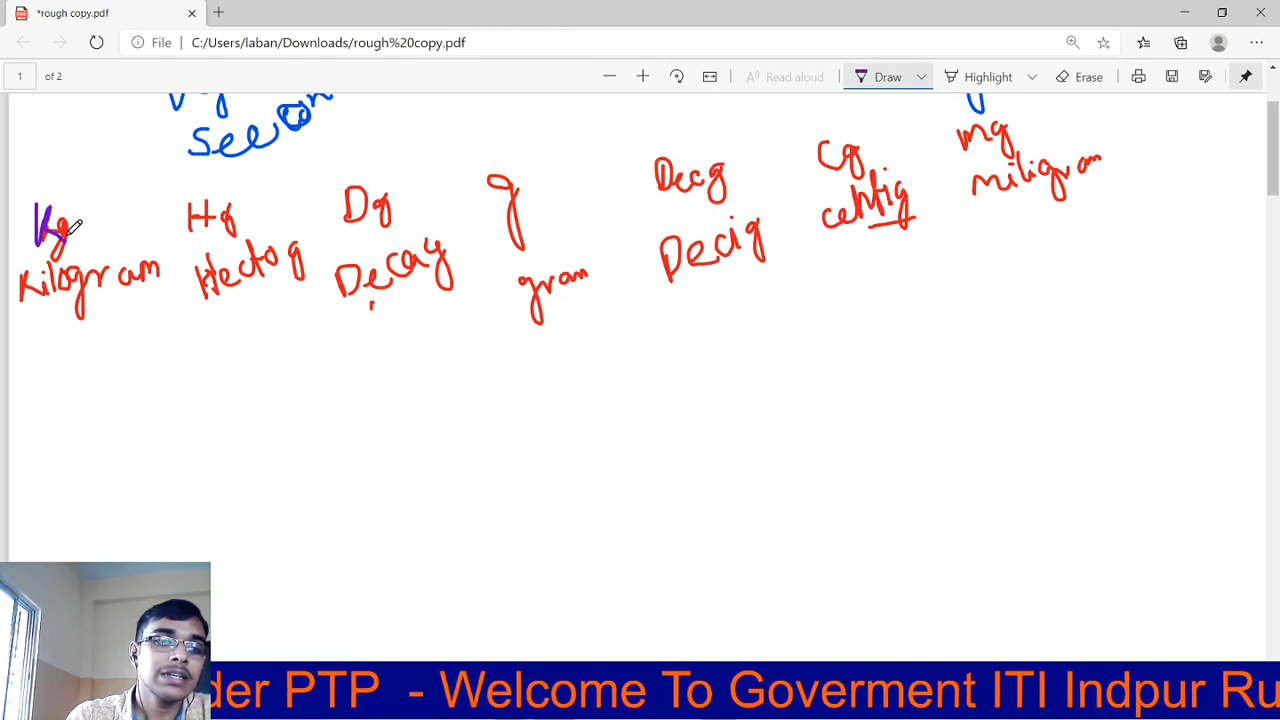 *rough copy.pdf
File C:/Users/laban/Downloads/rough%20copy.pdf
1 of 2 Read aloud Draw Highlight Erase
See
Kg Hg Dg g Decg Cg mg
Kilogram Hectog Decag gram Decig centig miligram
der PTP - Welcome To Goverment ITI Indpur Ru